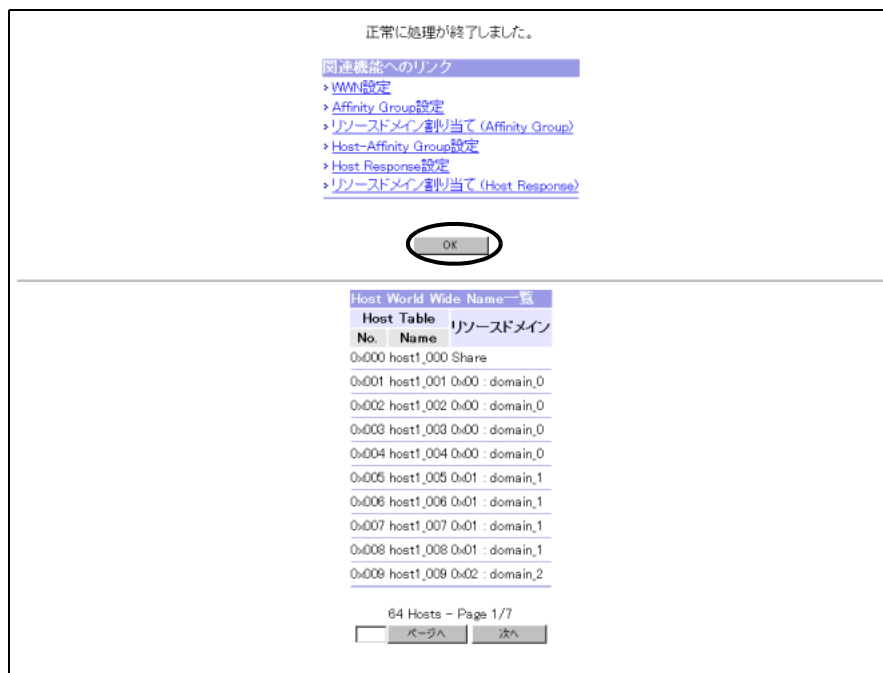 正常に処理が終了しました。
関連機能へのリンク
WWN設定
Affinity Group設定
リソースドメイン割り当て (Affinity Group)
Host-Affinity Group設定
Host Response設定
リソースドメイン割り当て (Host Response)
OK
Host World Wide Name一覧
Host Table リソースドメイン
No. Name
0x000 host1_000 Share
0x001 host1_001 0x00 : domain_0
0x002 host1_002 0x00 : domain_0
0x003 host1_003 0x00 : domain_0
0x004 host1_004 0x00 : domain_0
0x005 host1_005 0x01 : domain_1
0x006 host1_006 0x01 : domain_1
0x007 host1_007 0x01 : domain_1
0x008 host1_008 0x01 : domain_1
0x009 host1_009 0x02 : domain_2
64 Hosts - Page 1/7
ページへ 次へ